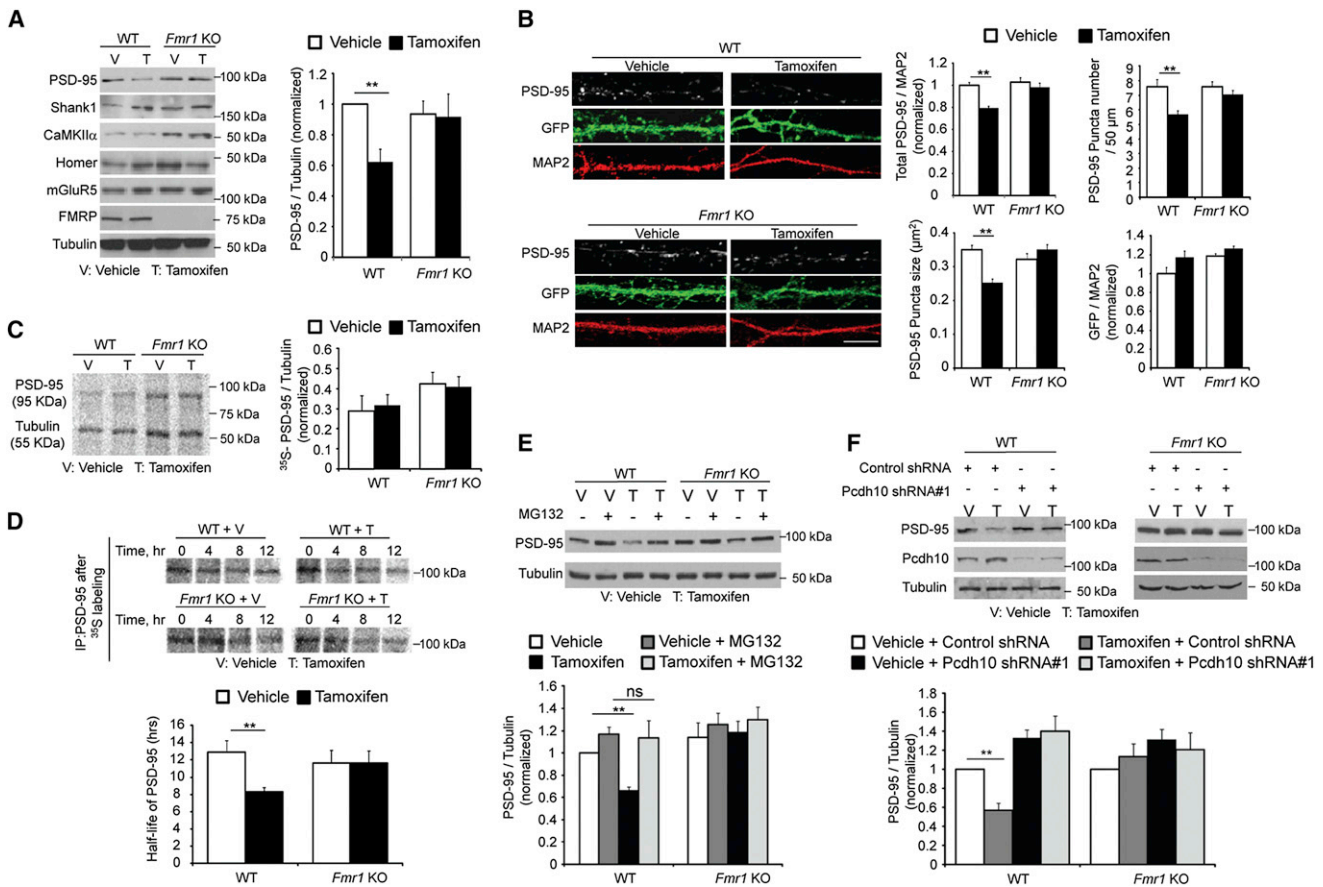 A
WT Fmr1 KO
V T V T
PSD-95
Shank1
CaMKIIα
Homer
mGluR5
FMRP
Tubulin
100 kDa
150 kDa
50 kDa
50 kDa
100 kDa
75 kDa
50 kDa
V: Vehicle T: Tamoxifen
Vehicle Tamoxifen
PSD-95 / Tubulin (normalized)
1.2
1
0.8
0.6
0.4
0.2
0
**
WT Fmr1 KO
B
WT
Vehicle Tamoxifen
PSD-95
GFP
MAP2
Fmr1 KO
Vehicle Tamoxifen
PSD-95
GFP
MAP2
Vehicle Tamoxifen
Total PSD-95 / MAP2
(normalized)
1.2
1
0.8
0.6
0.4
0.2
0
**
WT Fmr1 KO
PSD-95 Puncta number
/ 50 µm
9
8
7
6
5
4
3
2
1
0
**
WT Fmr1 KO
PSD-95 Puncta size (µm²)
0.4
0.3
0.2
0.1
0
**
WT Fmr1 KO
GFP / MAP2
(normalized)
1.4
1.2
1
0.8
0.6
0.4
0.2
0
WT Fmr1 KO
C
WT Fmr1 KO
V T V T
PSD-95
(95 KDa)
Tubulin
(55 KDa)
100 kDa
75 kDa
50 kDa
V: Vehicle T: Tamoxifen
Vehicle Tamoxifen
³⁵S- PSD-95 / Tubulin
(normalized)
0.6
0.5
0.4
0.3
0.2
0.1
0
WT Fmr1 KO
D
IP:PSD-95 after
³⁵S labeling
WT + V WT + T
Time, hr 0 4 8 12 0 4 8 12
100 kDa
Fmr1 KO + V Fmr1 KO + T
Time, hr 0 4 8 12 0 4 8 12
100 kDa
V: Vehicle T: Tamoxifen
Vehicle Tamoxifen
Half-life of PSD-95 (hrs)
16
14
12
10
8
6
4
2
0
**
WT Fmr1 KO
E
WT Fmr1 KO
V V T T V V T T
MG132 - + - + - + - +
PSD-95
Tubulin
100 kDa
50 kDa
V: Vehicle T: Tamoxifen
Vehicle Vehicle + MG132
Tamoxifen Tamoxifen + MG132
PSD-95 / Tubulin
(normalized)
1.6
1.4
1.2
1
0.8
0.6
0.4
0.2
0
ns
**
WT Fmr1 KO
F
WT Fmr1 KO
Control shRNA + + - - + + - -
Pcdh10 shRNA#1 - - + + - - + +
V T V T V T V T
PSD-95
Pcdh10
Tubulin
100 kDa
100 kDa
50 kDa
100 kDa
100 kDa
50 kDa
V: Vehicle T: Tamoxifen
Vehicle + Control shRNA Tamoxifen + Control shRNA
Vehicle + Pcdh10 shRNA#1 Tamoxifen + Pcdh10 shRNA#1
PSD-95 / Tubulin
(normalized)
1.8
1.6
1.4
1.2
1
0.8
0.6
0.4
0.2
0
**
WT Fmr1 KO